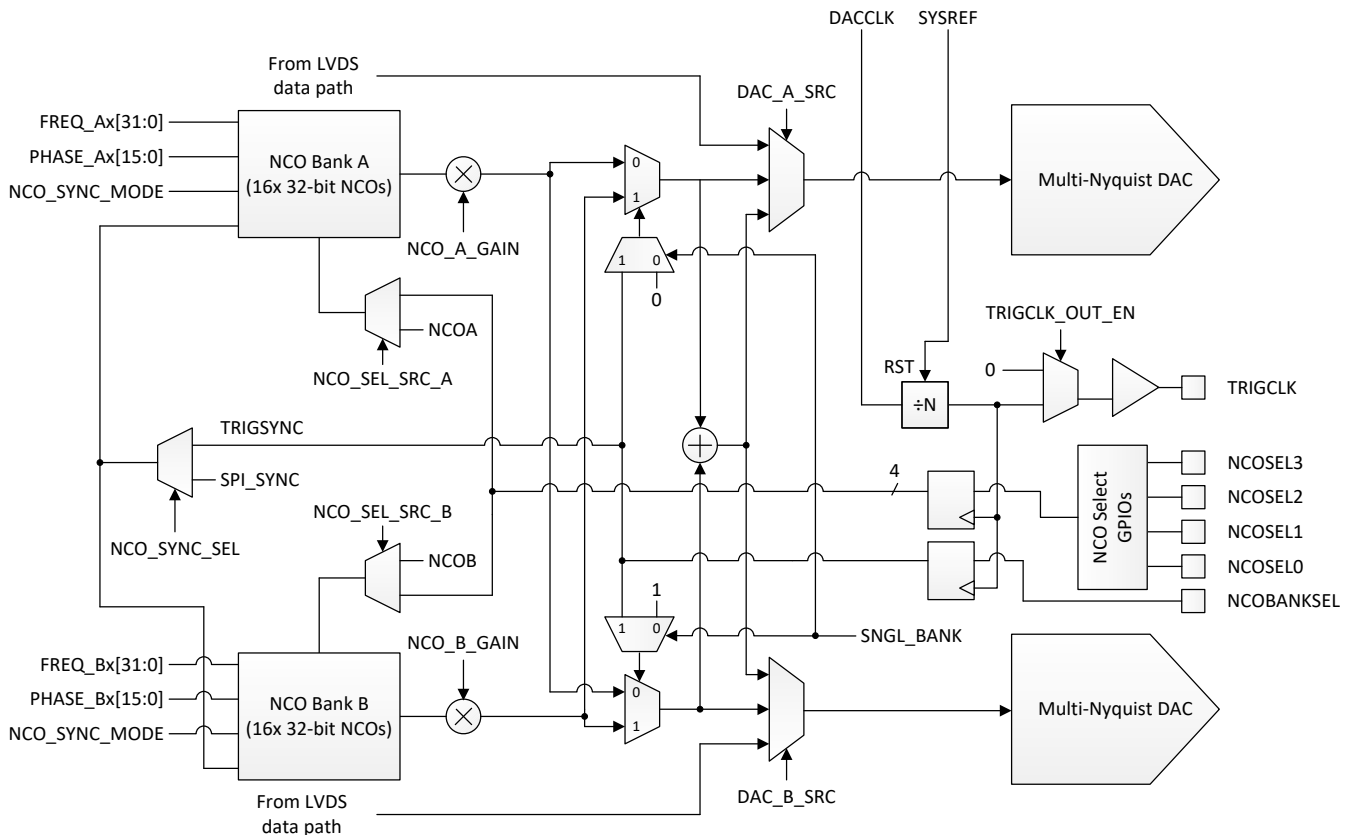 DACCLK
SYSREF
From LVDS
data path
DAC_A_SRC
FREQ_Ax[31:0]
PHASE_Ax[15:0]
NCO_SYNC_MODE
NCO Bank A
(16x 32-bit NCOs)
0
1
Multi-Nyquist DAC
NCO_A_GAIN
1
0
0
NCOA
NCO_SEL_SRC_A
TRIGCLK_OUT_EN
RST
÷N
0
TRIGCLK
TRIGSYNC
SPI_SYNC
NCO_SYNC_SEL
4
NCO Select
GPIOs
NCOSEL3
NCOSEL2
NCOSEL1
NCOSEL0
NCOBANKSEL
NCO_SEL_SRC_B
NCOB
1
1
0
SNGL_BANK
NCO_B_GAIN
FREQ_Bx[31:0]
PHASE_Bx[15:0]
NCO_SYNC_MODE
NCO Bank B
(16x 32-bit NCOs)
0
1
Multi-Nyquist DAC
DAC_B_SRC
From LVDS
data path